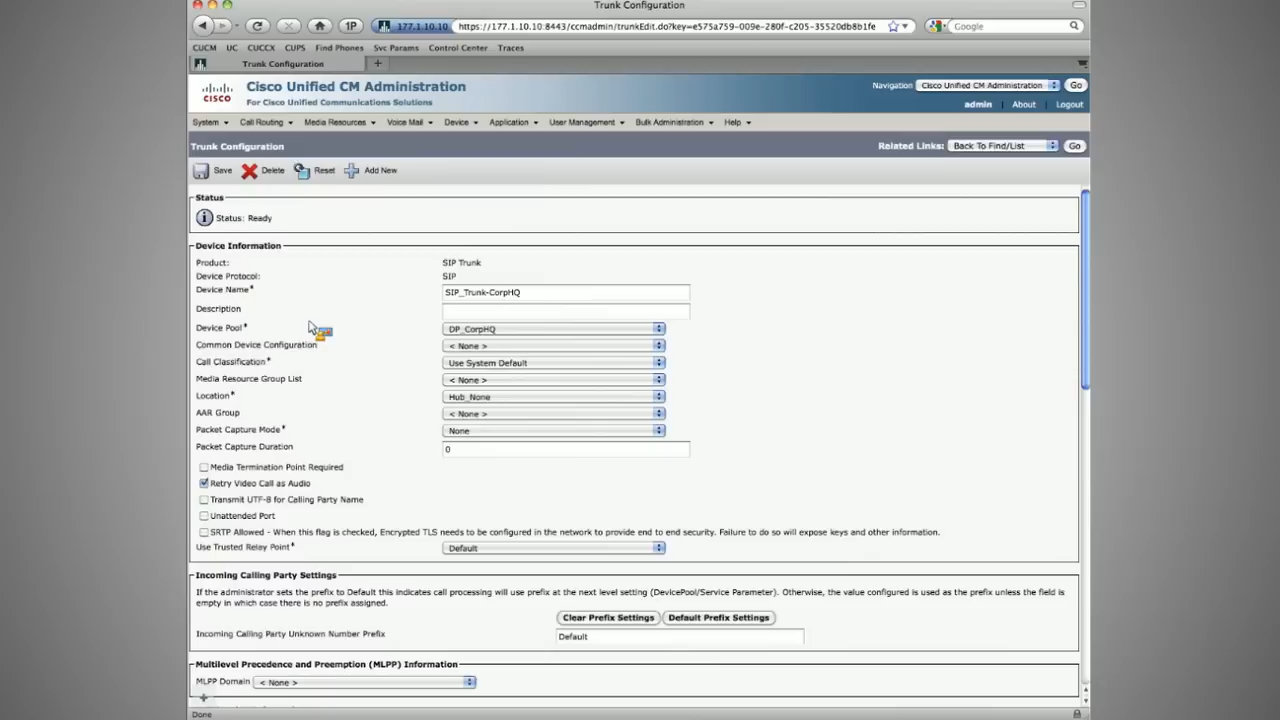 Trunk Configuration
1P
177.1.10.10 https://177.1.10.10:8443/ccmadmin/trunkEdit.do?key=e575a759-009e-280f-c205-35520db8b1fe
Google
CUCM UC CUCCX CUPS Find Phones Svc Params Control Center Traces
Trunk Configuration
cisco
Cisco Unified CM Administration
For Cisco Unified Communications Solutions
Navigation Cisco Unified CM Administration Go
admin About Logout
System Call Routing Media Resources Voice Mail Device Application User Management Bulk Administration Help
Trunk Configuration
Related Links: Back To Find/List Go
Save Delete Reset Add New
Status
Status: Ready
Device Information
Product: SIP Trunk
Device Protocol: SIP
Device Name* SIP_Trunk-CorpHQ
Description
Device Pool* DP_CorpHQ
Common Device Configuration < None >
Call Classification* Use System Default
Media Resource Group List < None >
Location* Hub_None
AAR Group < None >
Packet Capture Mode* None
Packet Capture Duration 0
Media Termination Point Required
Retry Video Call as Audio
Transmit UTF-8 for Calling Party Name
Unattended Port
SRTP Allowed - When this flag is checked, Encrypted TLS needs to be configured in the network to provide end to end security. Failure to do so will expose keys and other information.
Use Trusted Relay Point* Default
Incoming Calling Party Settings
If the administrator sets the prefix to Default this indicates call processing will use prefix at the next level setting (DevicePool/Service Parameter). Otherwise, the value configured is used as the prefix unless the field is
empty in which case there is no prefix assigned.
Clear Prefix Settings Default Prefix Settings
Incoming Calling Party Unknown Number Prefix Default
Multilevel Precedence and Preemption (MLPP) Information
MLPP Domain < None >
Done